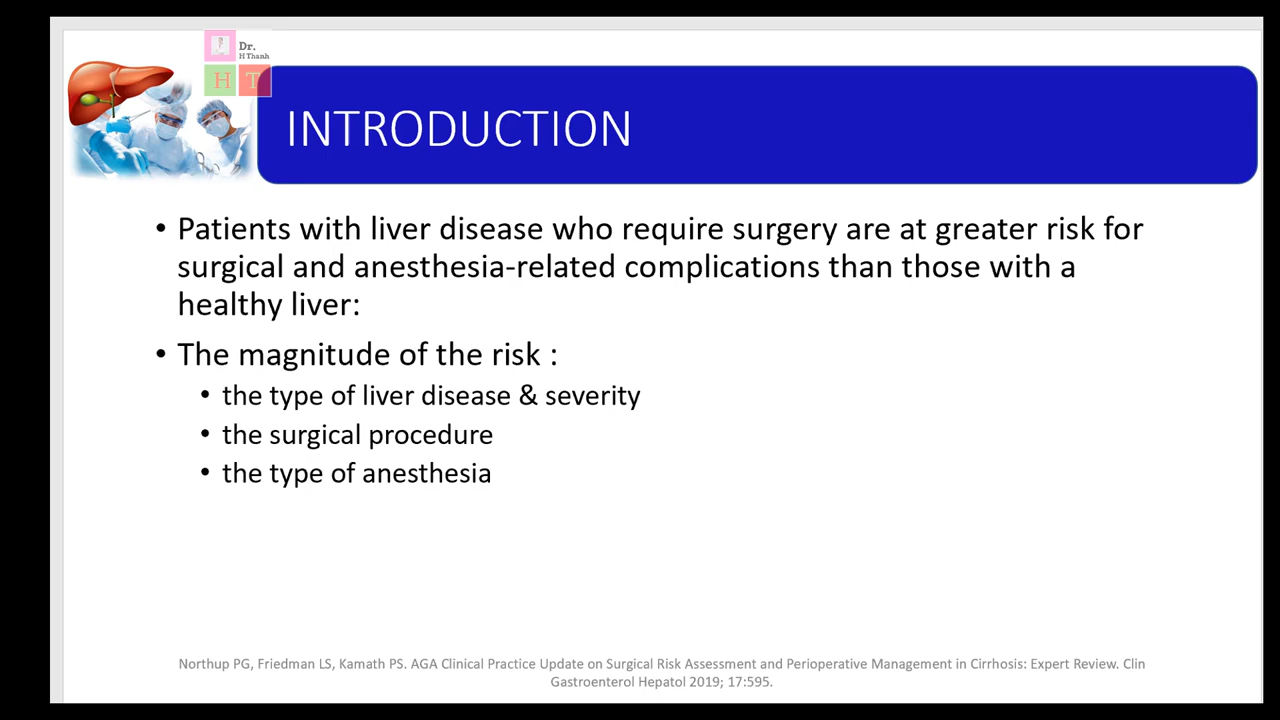 Dr.
H Thanh
H T
INTRODUCTION
• Patients with liver disease who require surgery are at greater risk for
surgical and anesthesia-related complications than those with a
healthy liver:
• The magnitude of the risk :
• the type of liver disease & severity
• the surgical procedure
• the type of anesthesia
Northup PG, Friedman LS, Kamath PS. AGA Clinical Practice Update on Surgical Risk Assessment and Perioperative Management in Cirrhosis: Expert Review. Clin
Gastroenterol Hepatol 2019; 17:595.